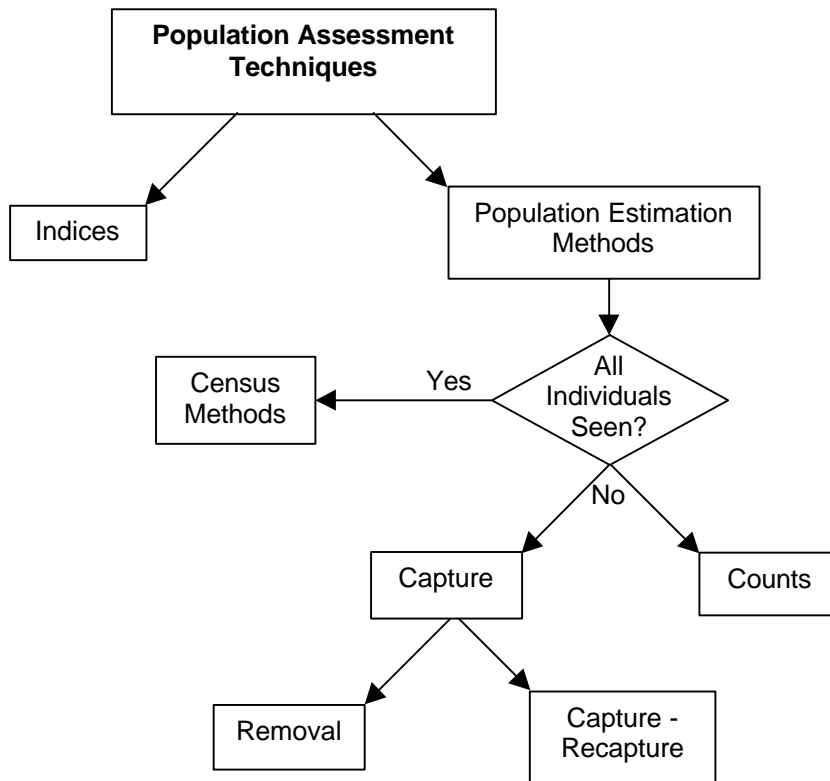 Population Assessment
Techniques
Indices
Population Estimation
Methods
Census
Methods
Yes
All
Individuals
Seen?
No
Capture
Counts
Removal
Capture -
Recapture